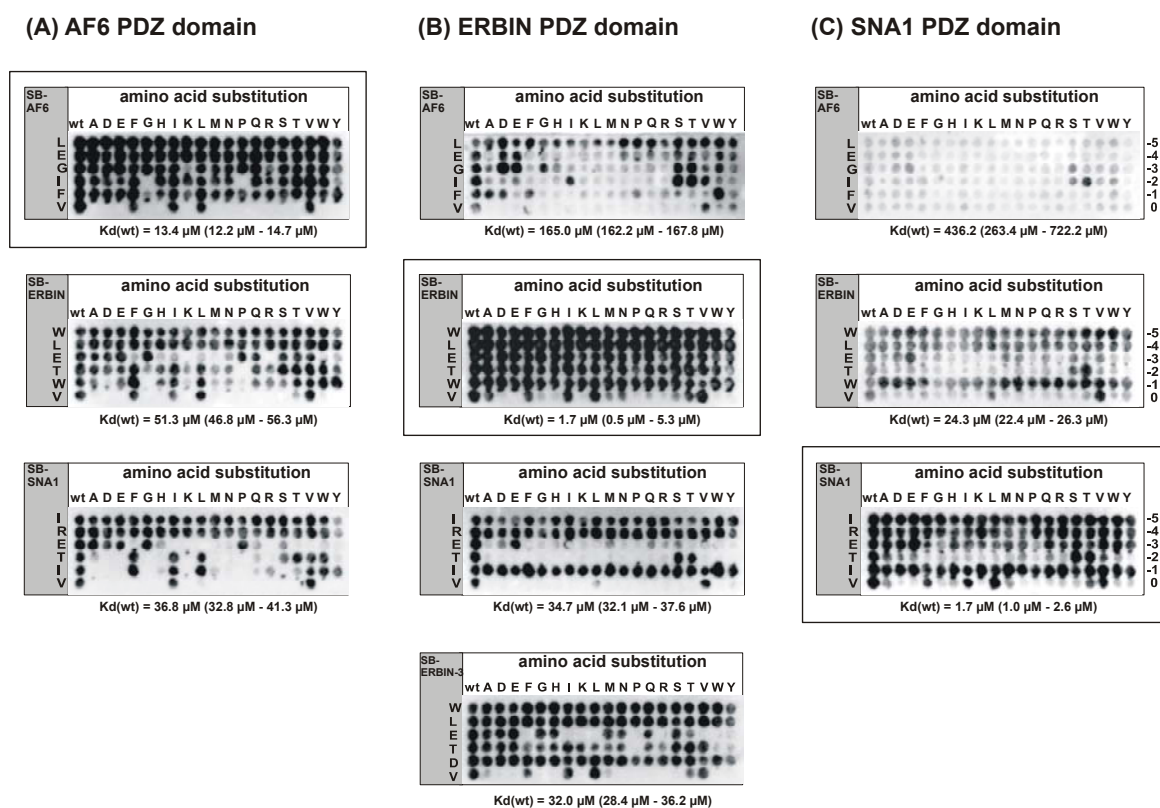 (A) AF6 PDZ domain
SB-
AF6
amino acid substitution
wt A D E F G H I K L M N P Q R S T V W Y
L
E
G
I
F
V
Kd(wt) = 13.4 µM (12.2 µM - 14.7 µM)
SB-
ERBIN
amino acid substitution
wt A D E F G H I K L M N P Q R S T V W Y
W
L
E
T
W
V
Kd(wt) = 51.3 µM (46.8 µM - 56.3 µM)
SB-
SNA1
amino acid substitution
wt A D E F G H I K L M N P Q R S T V W Y
I
R
E
T
I
V
Kd(wt) = 36.8 µM (32.8 µM - 41.3 µM)
(B) ERBIN PDZ domain
SB-
AF6
amino acid substitution
wt A D E F G H I K L M N P Q R S T V W Y
L
E
G
I
F
V
Kd(wt) = 165.0 µM (162.2 µM - 167.8 µM)
SB-
ERBIN
amino acid substitution
wt A D E F G H I K L M N P Q R S T V W Y
W
L
E
T
W
V
Kd(wt) = 1.7 µM (0.5 µM - 5.3 µM)
SB-
SNA1
amino acid substitution
wt A D E F G H I K L M N P Q R S T V W Y
I
R
E
T
I
V
Kd(wt) = 34.7 µM (32.1 µM - 37.6 µM)
SB-
ERBIN-3
amino acid substitution
wt A D E F G H I K L M N P Q R S T V W Y
W
L
E
T
D
V
Kd(wt) = 32.0 µM (28.4 µM - 36.2 µM)
(C) SNA1 PDZ domain
SB-
AF6
amino acid substitution
wt A D E F G H I K L M N P Q R S T V W Y
L -5
E -4
G -3
I -2
F -1
V 0
Kd(wt) = 436.2 (263.4 µM - 722.2 µM)
SB-
ERBIN
amino acid substitution
wt A D E F G H I K L M N P Q R S T V W Y
W -5
L -4
E -3
T -2
W -1
V 0
Kd(wt) = 24.3 µM (22.4 µM - 26.3 µM)
SB-
SNA1
amino acid substitution
wt A D E F G H I K L M N P Q R S T V W Y
I -5
R -4
E -3
T -2
I -1
V 0
Kd(wt) = 1.7 µM (1.0 µM - 2.6 µM)